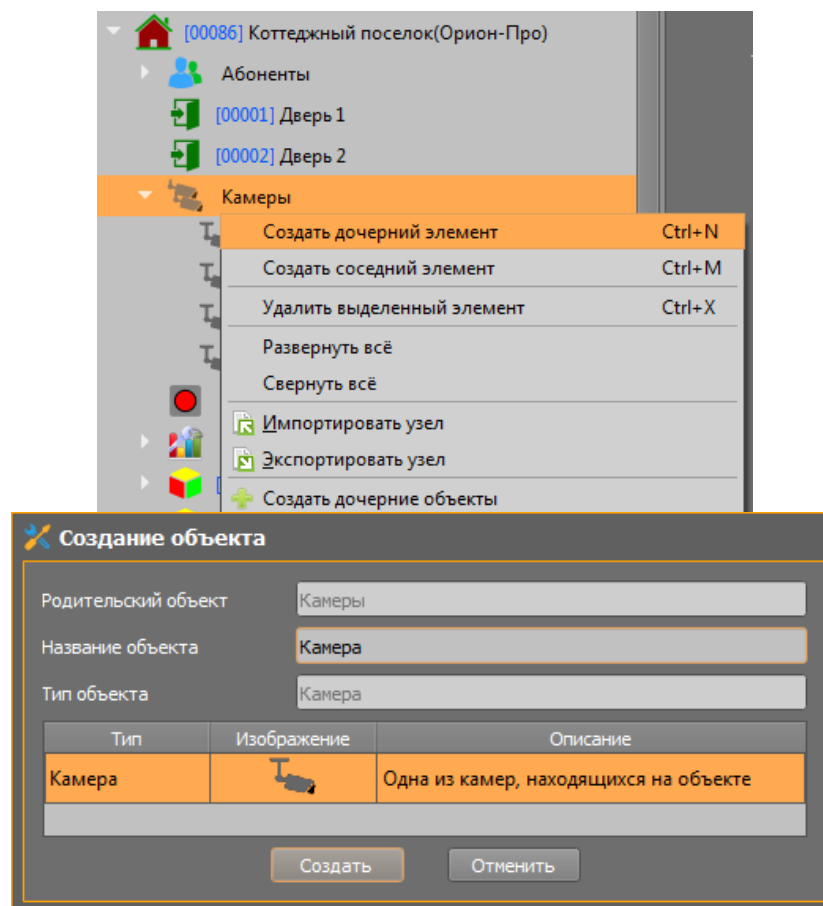 [00086] Коттеджный поселок(Орион-Про)
Абоненты
[00001] Дверь 1
[00002] Дверь 2
Камеры
Создать дочерний элемент Ctrl+N
Создать соседний элемент Ctrl+M
Удалить выделенный элемент Ctrl+X
Развернуть всё
Свернуть всё
Импортировать узел
Экспортировать узел
Создать дочерние объекты
Создание объекта
Родительский объект Камеры
Название объекта Камера
Тип объекта Камера
Тип Изображение Описание
Камера Одна из камер, находящихся на объекте
Создать Отменить